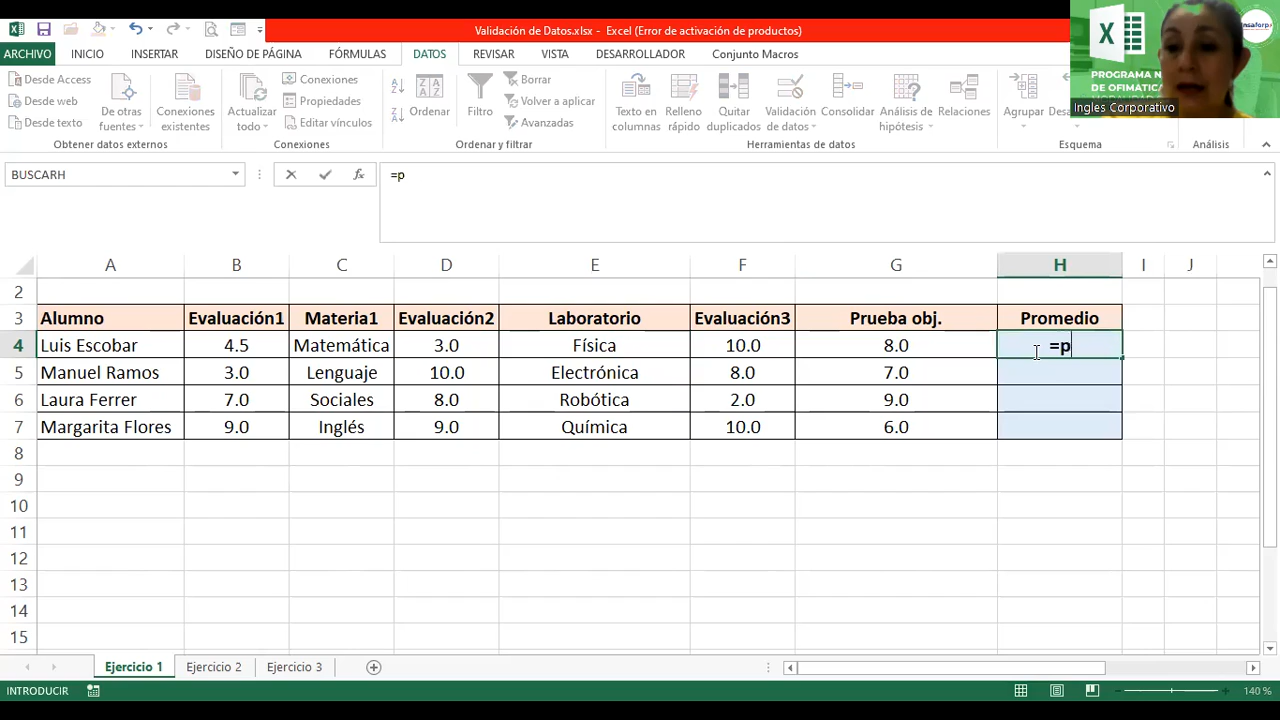 Validación de Datos.xlsx - Excel (Error de activación de productos)
ARCHIVO INICIO INSERTAR DISEÑO DE PÁGINA FÓRMULAS DATOS REVISAR VISTA DESARROLLADOR Conjunto Macros
Desde Access
Desde web
Desde texto
De otras fuentes
Conexiones existentes
Obtener datos externos
Actualizar todo
Conexiones
Propiedades
Editar vínculos
Conexiones
Ordenar
Filtro
Borrar
Volver a aplicar
Avanzadas
Ordenar y filtrar
Texto en columnas
Relleno rápido
Quitar duplicados
Validación de datos
Consolidar
Análisis de hipótesis
Relaciones
Herramientas de datos
Agrupar
Esquema
Análisis
PROGRAMA N
DE OFIMÁTIC
Ingles Corporativo
BUSCARH =p
A B C D E F G H I J
2
3 Alumno Evaluación1 Materia1 Evaluación2 Laboratorio Evaluación3 Prueba obj. Promedio
4 Luis Escobar 4.5 Matemática 3.0 Física 10.0 8.0 =p
5 Manuel Ramos 3.0 Lenguaje 10.0 Electrónica 8.0 7.0
6 Laura Ferrer 7.0 Sociales 8.0 Robótica 2.0 9.0
7 Margarita Flores 9.0 Inglés 9.0 Química 10.0 6.0
8
9
10
11
12
13
14
15
Ejercicio 1 Ejercicio 2 Ejercicio 3
INTRODUCIR 140 %